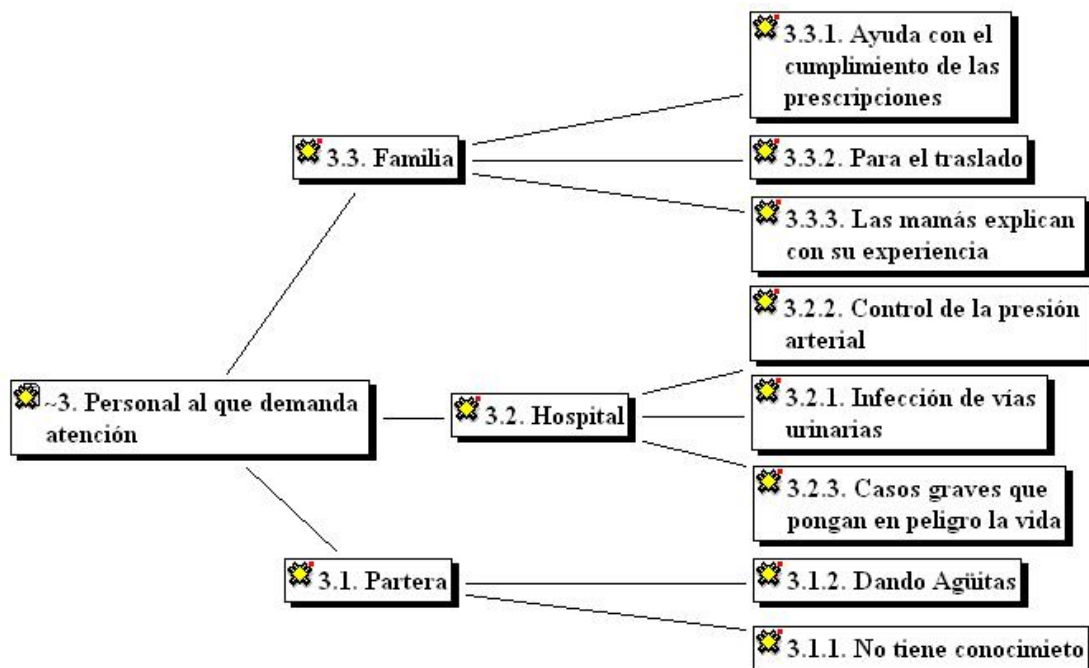 3.3.1. Ayuda con el
cumplimiento de las
prescripciones
3.3. Familia
3.3.2. Para el traslado
3.3.3. Las mamás explican
con su experiencia
3.2.2. Control de la presión
arterial
~3. Personal al que demanda
atención
3.2. Hospital
3.2.1. Infección de vías
urinarias
3.2.3. Casos graves que
pongan en peligro la vida
3.1. Partera
3.1.2. Dando Agüitas
3.1.1. No tiene conocimieto